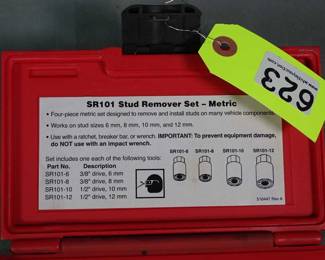 SR101 Stud Remover Set – Metric
• Four-piece metric set designed to remove and install studs on many vehicle components.
• Works on stud sizes 6 mm, 8 mm, 10 mm, and 12 mm.
• Use with a ratchet, breaker bar, or wrench. IMPORTANT: To prevent equipment damage,
do NOT use with an impact wrench.
Set includes one each of the following tools:
Part No. Description
SR101-6 3/8" drive, 6 mm
SR101-8 3/8" drive, 8 mm
SR101-10 1/2" drive, 10 mm
SR101-12 1/2" drive, 12 mm
SR101-6 SR101-8 SR101-10 SR101-12
623